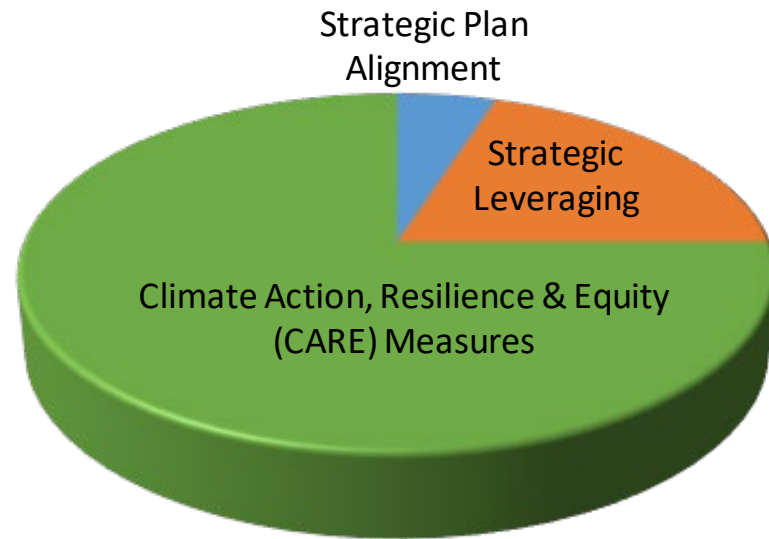 Strategic Plan
Alignment
Strategic
Leveraging
Climate Action, Resilience & Equity
(CARE) Measures